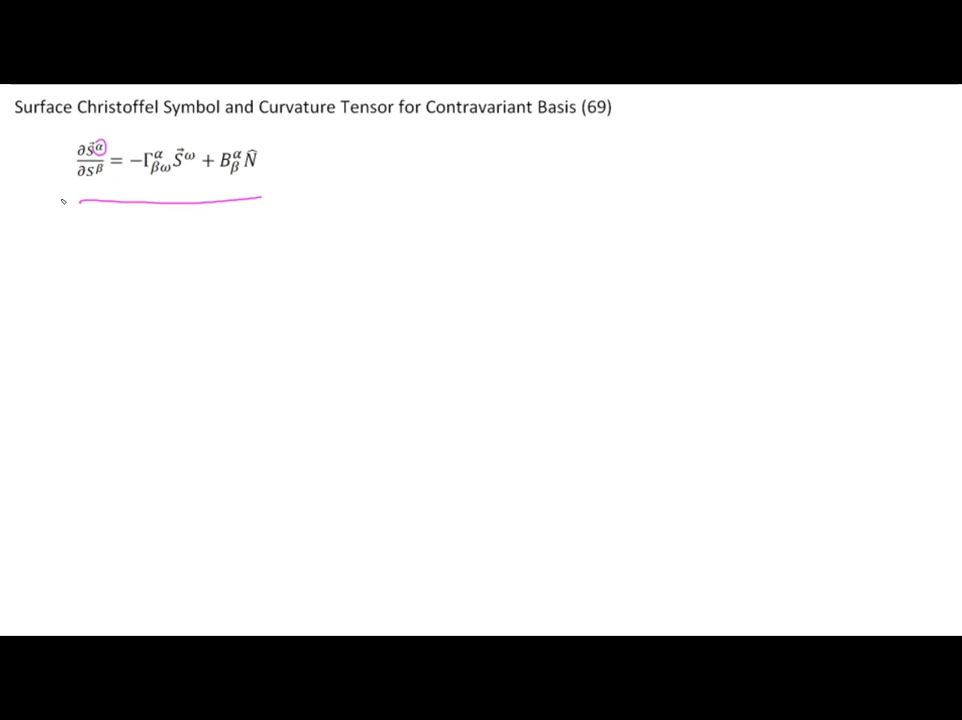 Surface Christoffel Symbol and Curvature Tensor for Contravariant Basis (69)
∂S⃗^α/∂S^β = −Γ^α_βω S⃗^ω + B^α_β N̂